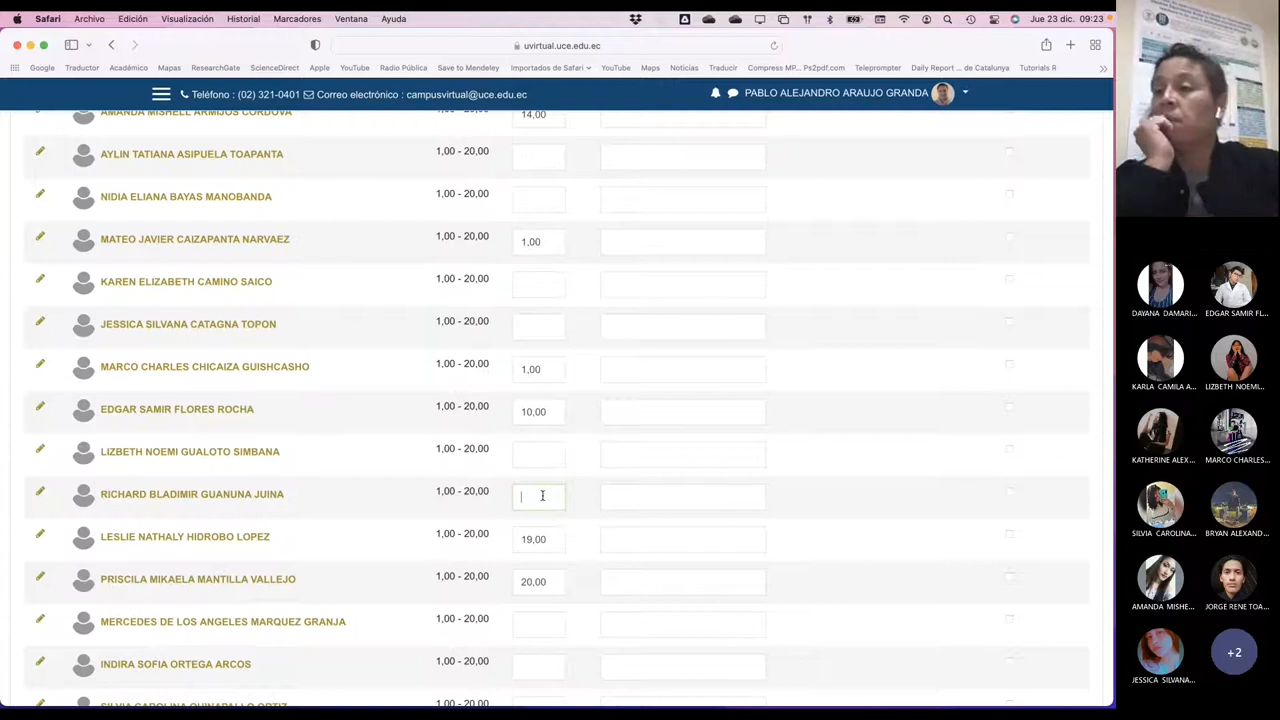 Safari Archivo Edición Visualización Historial Marcadores Ventana Ayuda Jue 23 dic. 09:23
uvirtual.uce.edu.ec
Google Traductor Académico Mapas ResearchGate ScienceDirect Apple YouTube Radio Pública Save to Mendeley Importados de Safari YouTube Maps Noticias Traducir Compress MP... Ps2pdf.com Teleprompter Daily Report ... de Catalunya Tutorials R
Teléfono : (02) 321-0401 Correo electrónico : campusvirtual@uce.edu.ec PABLO ALEJANDRO ARAUJO GRANDA
AMANDA MISHELL ARMIJOS CORDOVA 14,00
AYLIN TATIANA ASIPUELA TOAPANTA 1,00 - 20,00
NIDIA ELIANA BAYAS MANOBANDA 1,00 - 20,00
MATEO JAVIER CAIZAPANTA NARVAEZ 1,00 - 20,00 1,00
KAREN ELIZABETH CAMINO SAICO 1,00 - 20,00
JESSICA SILVANA CATAGNA TOPON 1,00 - 20,00
MARCO CHARLES CHICAIZA GUISHCASHO 1,00 - 20,00 1,00
EDGAR SAMIR FLORES ROCHA 1,00 - 20,00 10,00
LIZBETH NOEMI GUALOTO SIMBANA 1,00 - 20,00
RICHARD BLADIMIR GUANUNA JUINA 1,00 - 20,00
LESLIE NATHALY HIDROBO LOPEZ 1,00 - 20,00 19,00
PRISCILA MIKAELA MANTILLA VALLEJO 1,00 - 20,00 20,00
MERCEDES DE LOS ANGELES MARQUEZ GRANJA 1,00 - 20,00
INDIRA SOFIA ORTEGA ARCOS 1,00 - 20,00
DAYANA DAMARI... EDGAR SAMIR FL...
KARLA CAMILA A... LIZBETH NOEMI...
KATHERINE ALEX... MARCO CHARLES...
SILVIA CAROLINA... BRYAN ALEXAND...
AMANDA MISHE... JORGE RENE TOA...
JESSICA SILVANA... +2